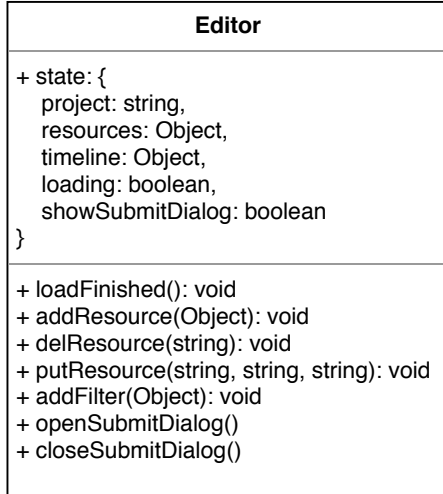 Editor
+ state: {
project: string,
resources: Object,
timeline: Object,
loading: boolean,
showSubmitDialog: boolean
}
+ loadFinished(): void
+ addResource(Object): void
+ delResource(string): void
+ putResource(string, string, string): void
+ addFilter(Object): void
+ openSubmitDialog()
+ closeSubmitDialog()